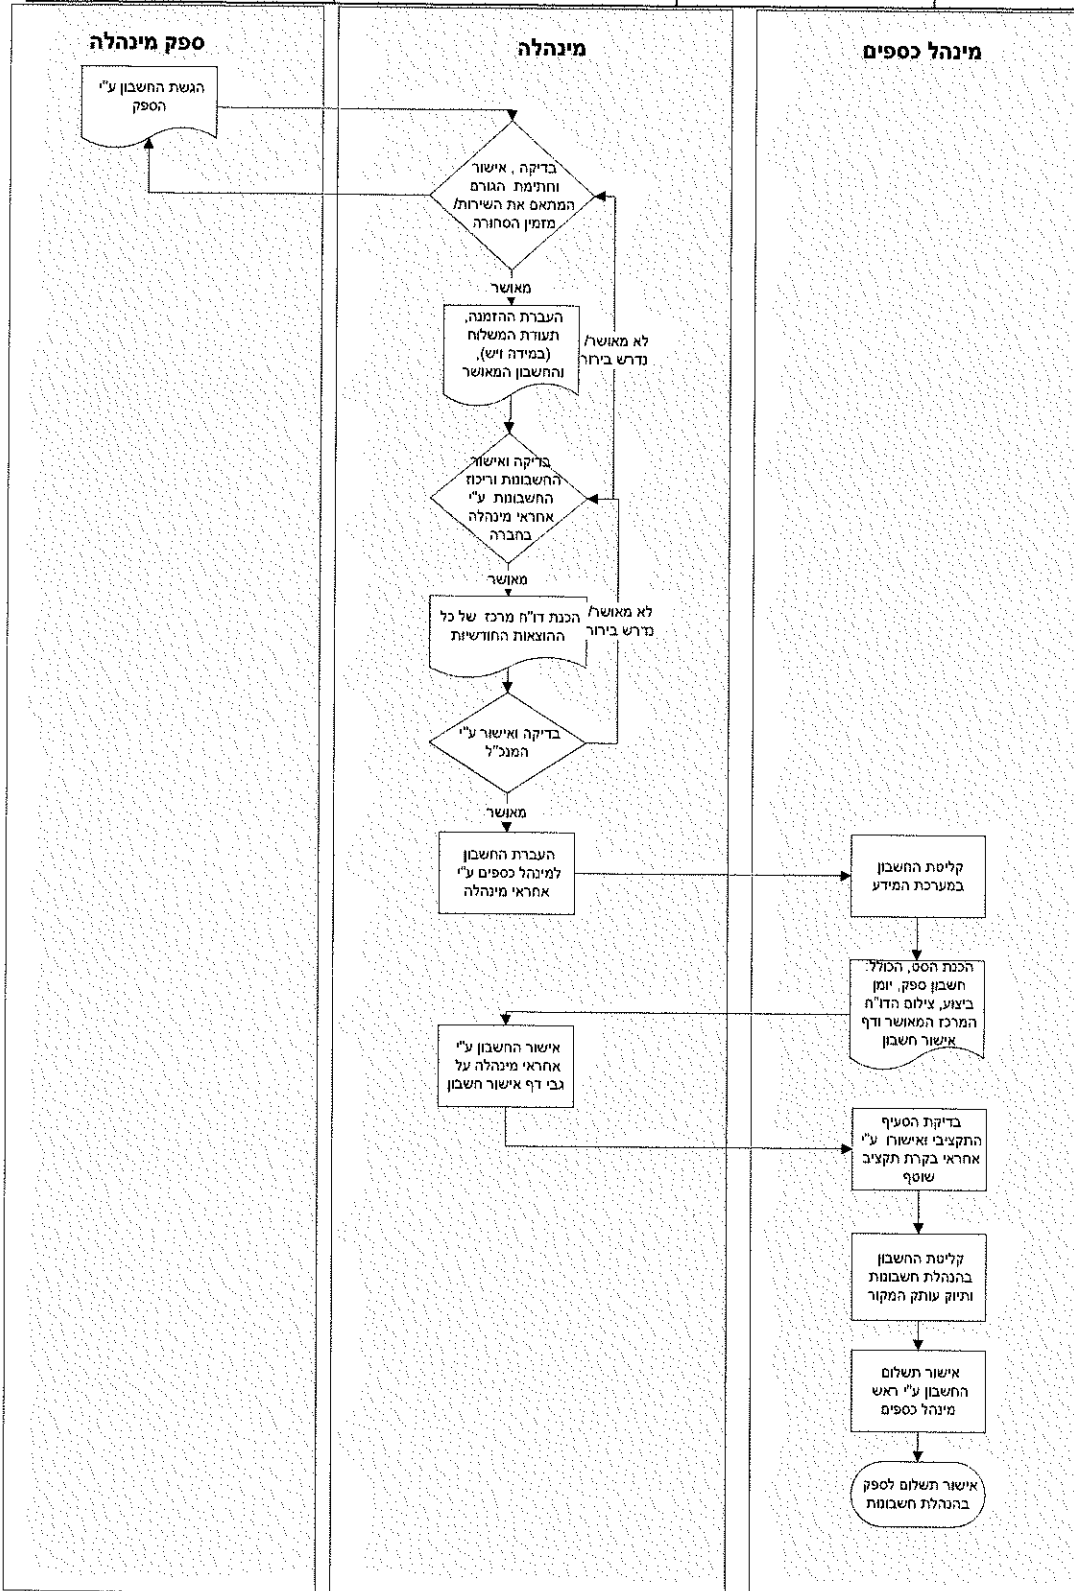 מינהל כספים
מינהלה
ספק מינהלה
הגשת החשבון ע"י
הספק
בדיקה , אישור
וחתימת הגורם
המתאם את השירות/
מזמין הסחורה
מאושר
העברת ההזמנה,
תעודת המשלוח
(במידה ויש),
והחשבון המאושר
לא מאושר/
נדרש בירור
בדיקה ואישור
החשבונות וריכוז
החשבונות ע"י
אחראי מינהלה
בחברה
מאושר
הכנת דו"ח מרכז של כל
ההוצאות החודשיות
לא מאושר/
נדרש בירור
בדיקה ואישור ע"י
המנכ"ל
מאושר
העברת החשבון
למינהל כספים ע"י
אחראי מינהלה
קליטת החשבון
במערכת המידע
הכנת הסט, הכולל:
חשבון ספק, יומן
ביצוע, צילום הדו"ח
המרכז המאושר ודף
אישור חשבון
אישור החשבון ע"י
אחראי מינהלה על
גבי דף אישור חשבון
בדיקת הסעיף
התקציבי ואישורו ע"י
אחראי בקרת תקציב
שוטף
קליטת החשבון
בהנהלת חשבונות
ותיוק עותק המקור
אישור תשלום
החשבון ע"י ראש
מינהל כספים
אישור תשלום לספק
בהנהלת חשבונות